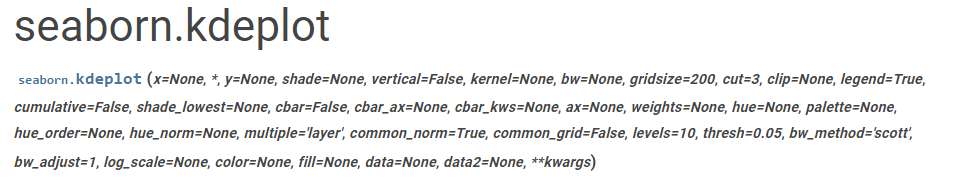 seaborn.kdeplot
seaborn.kdeplot (x=None, *, y=None, shade=None, vertical=False, kernel=None, bw=None, gridsize=200, cut=3, clip=None, legend=True,
cumulative=False, shade_lowest=None, cbar=False, cbar_ax=None, cbar_kws=None, ax=None, weights=None, hue=None, palette=None,
hue_order=None, hue_norm=None, multiple='layer', common_norm=True, common_grid=False, levels=10, thresh=0.05, bw_method='scott',
bw_adjust=1, log_scale=None, color=None, fill=None, data=None, data2=None, **kwargs)